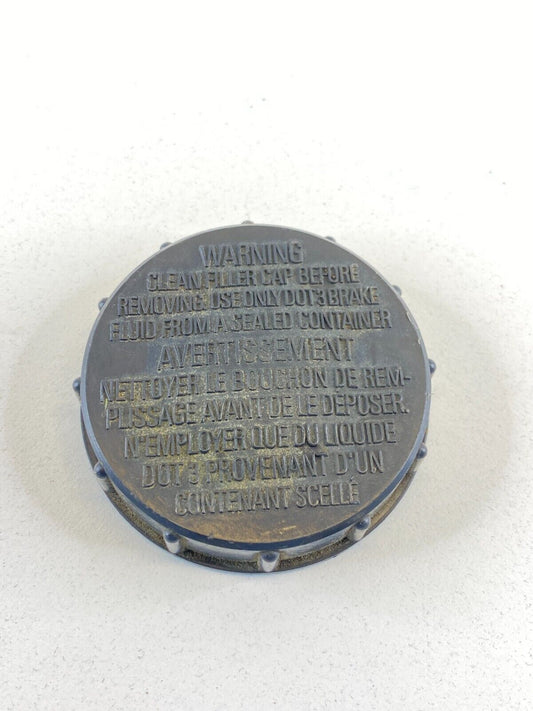 WARNING
CLEAN FILLER CAP BEFORE
REMOVING. USE ONLY DOT 3 BRAKE
FLUID FROM A SEALED CONTAINER
AVERTISSEMENT
NETTOYER LE BOUCHON DE REM-
PLISSAGE AVANT DE LE DÉPOSER.
N'EMPLOYER QUE DU LIQUIDE
DOT 3 PROVENANT D'UN
CONTENANT SCELLÉ